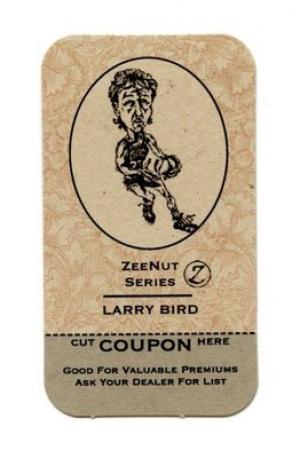 ZeeNut
Series Z
LARRY BIRD
CUT COUPON HERE
Good For Valuable Premiums
Ask Your Dealer For List